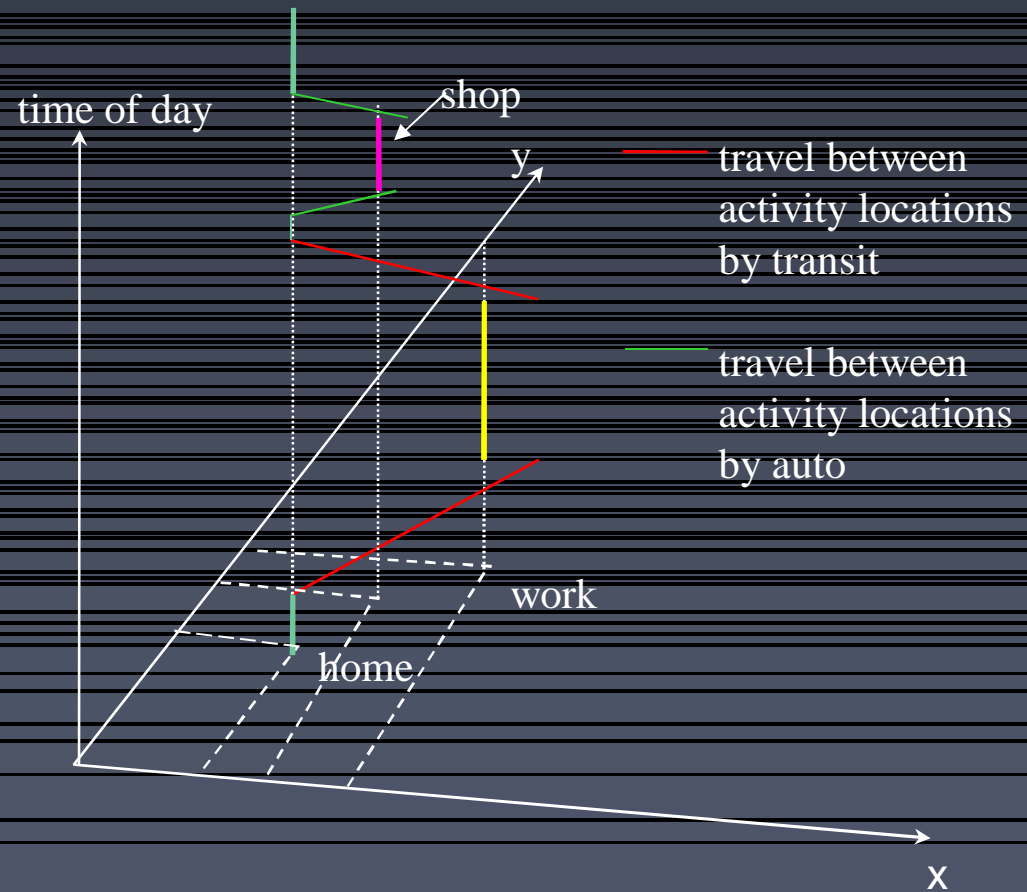 time of day
shop
y
travel between
activity locations
by transit
travel between
activity locations
by auto
work
home
x